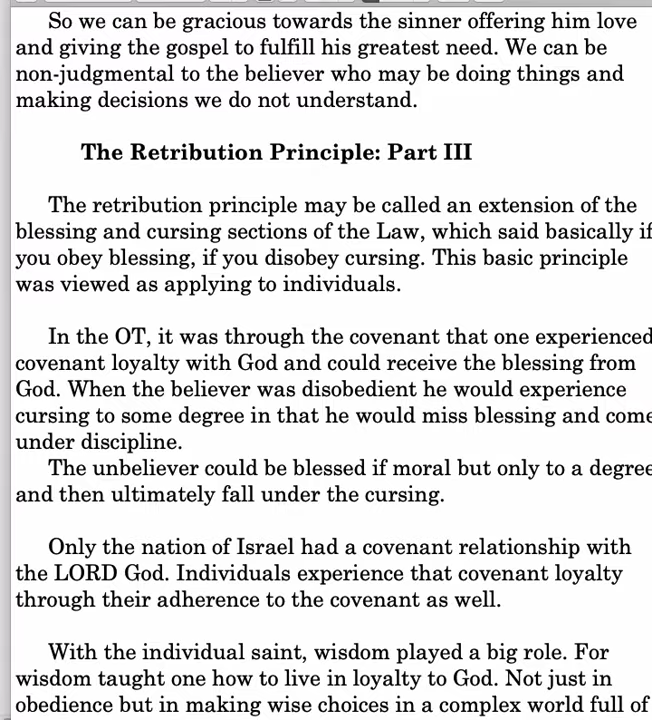 So we can be gracious towards the sinner offering him love
and giving the gospel to fulfill his greatest need. We can be
non-judgmental to the believer who may be doing things and
making decisions we do not understand.
The Retribution Principle: Part III
The retribution principle may be called an extension of the
blessing and cursing sections of the Law, which said basically if
you obey blessing, if you disobey cursing. This basic principle
was viewed as applying to individuals.
In the OT, it was through the covenant that one experienced
covenant loyalty with God and could receive the blessing from
God. When the believer was disobedient he would experience
cursing to some degree in that he would miss blessing and come
under discipline.
The unbeliever could be blessed if moral but only to a degree
and then ultimately fall under the cursing.
Only the nation of Israel had a covenant relationship with
the LORD God. Individuals experience that covenant loyalty
through their adherence to the covenant as well.
With the individual saint, wisdom played a big role. For
wisdom taught one how to live in loyalty to God. Not just in
obedience but in making wise choices in a complex world full of